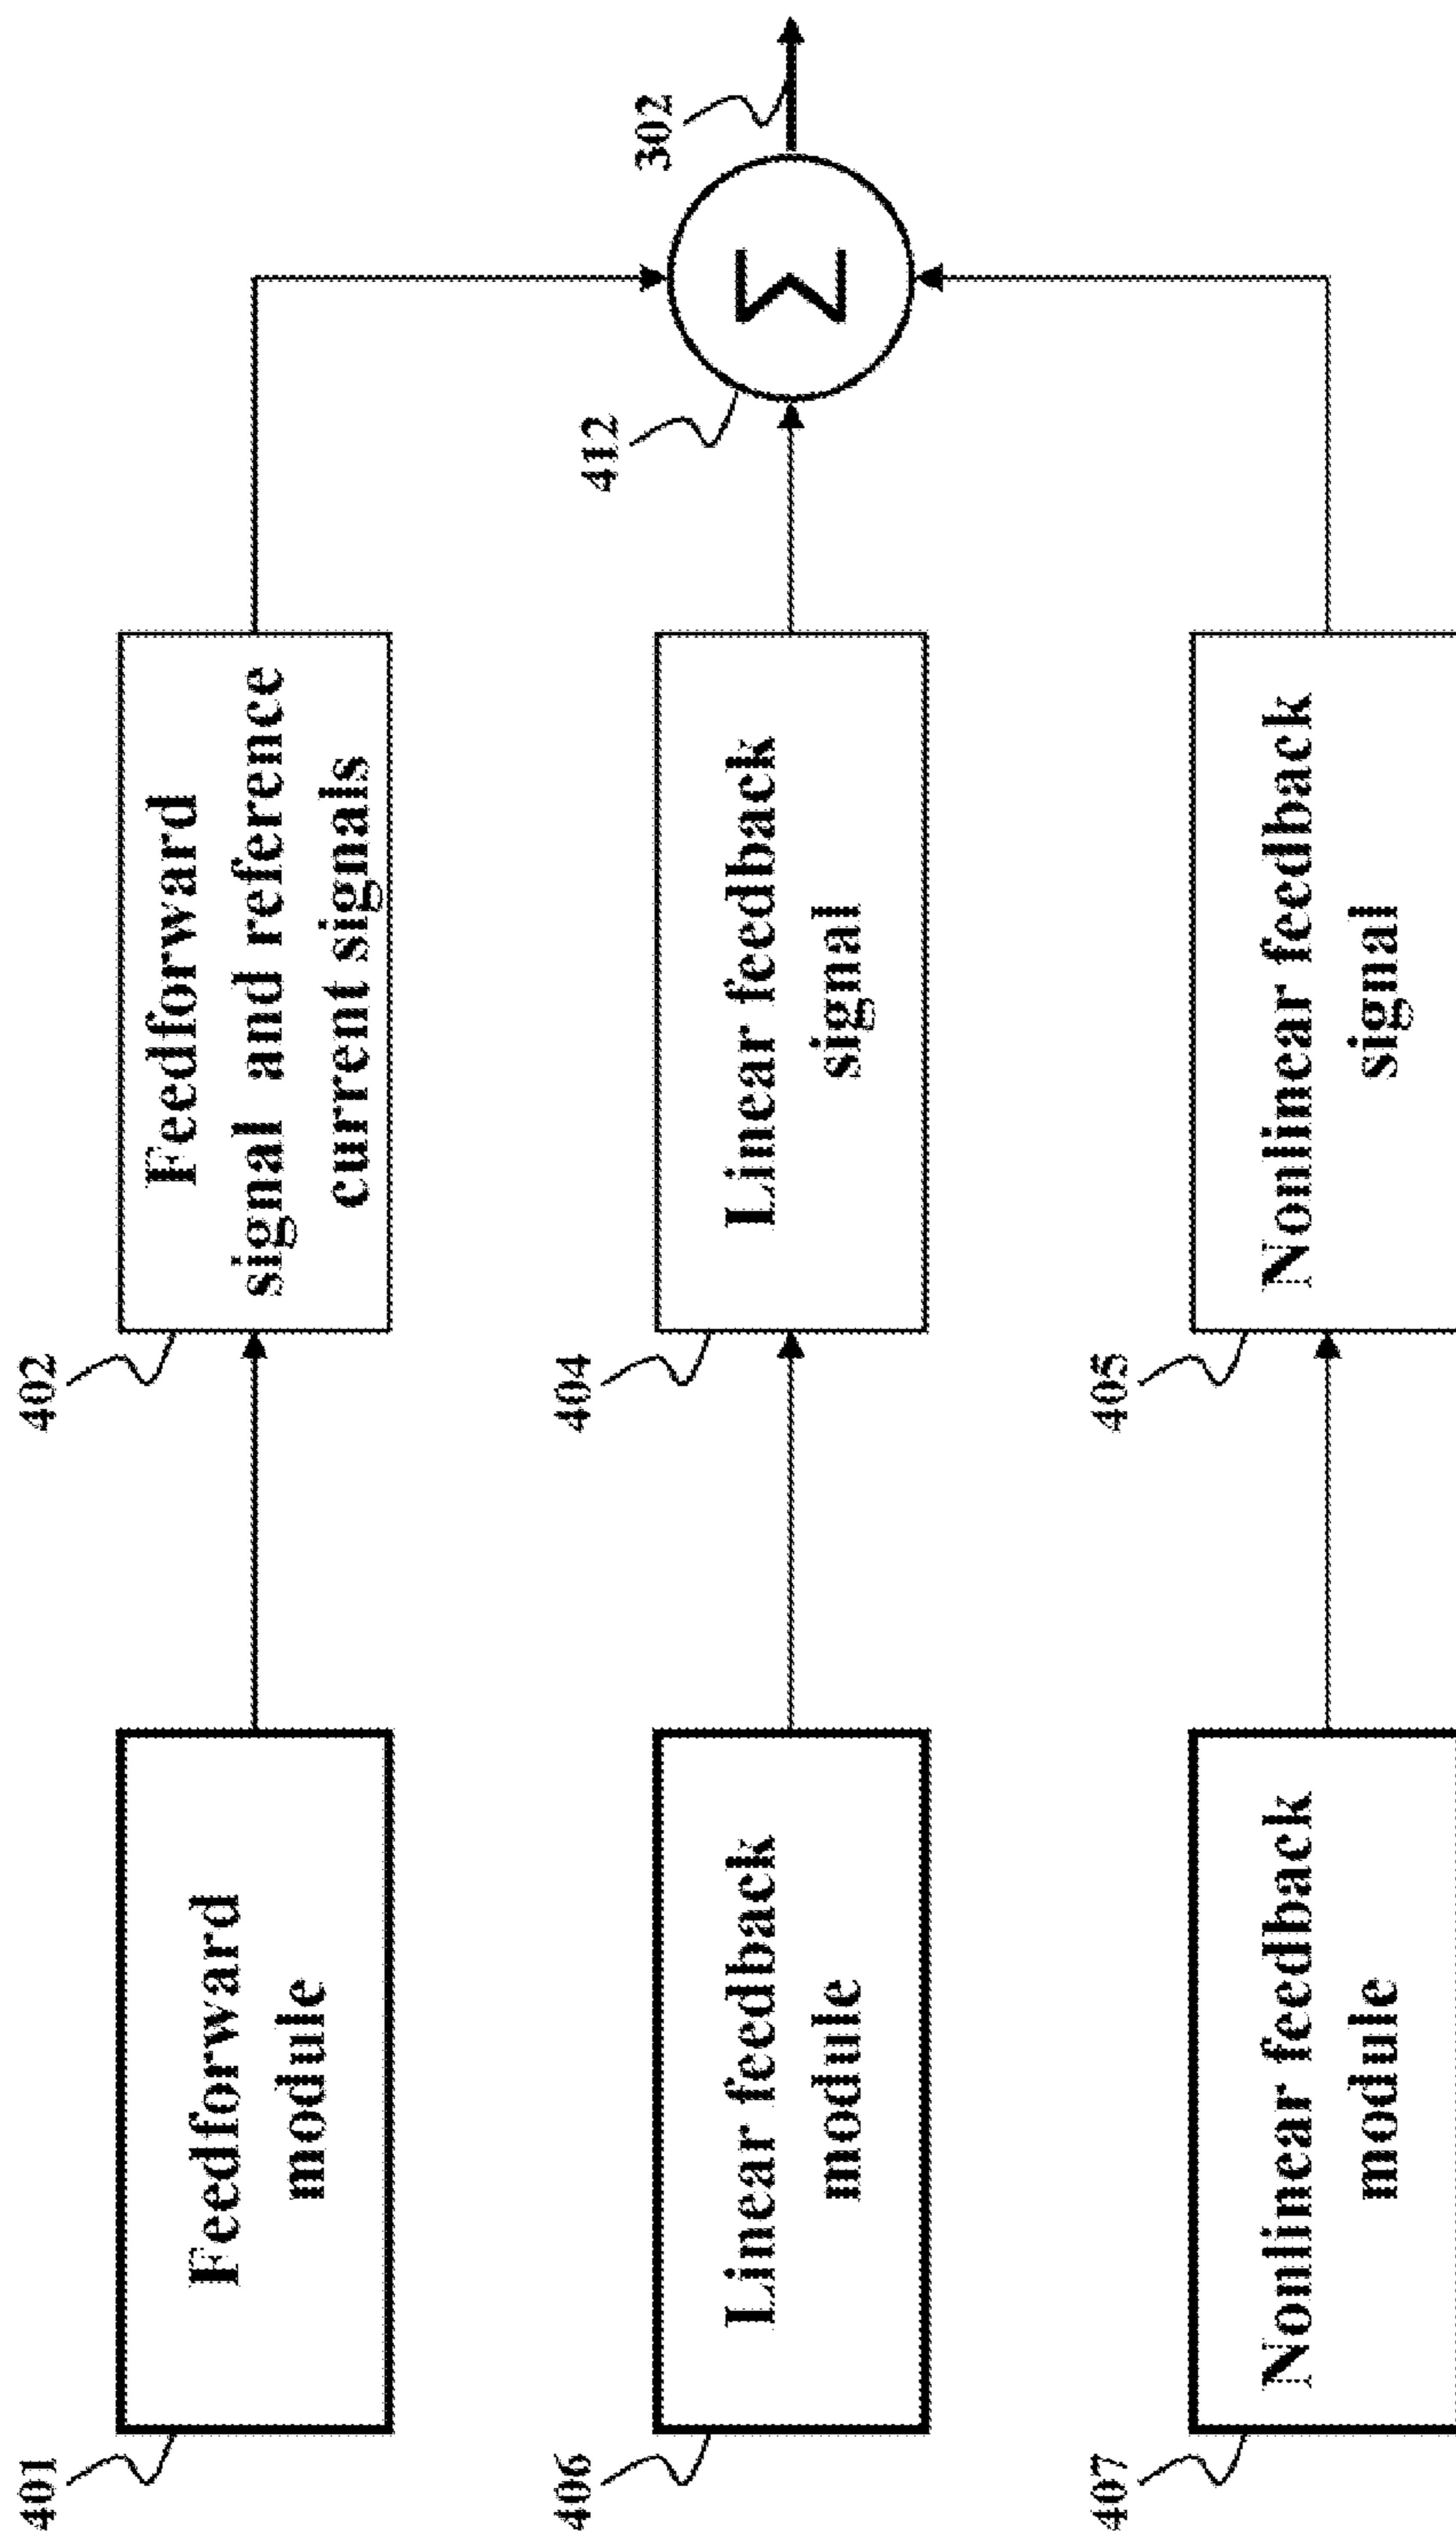 401
Feedforward
module
402
Feedforward
signal and reference
current signals
406
Linear feedback
module
404
Linear feedback
signal
412
Σ
302
407
Nonlinear feedback
module
405
Nonlinear feedback
signal